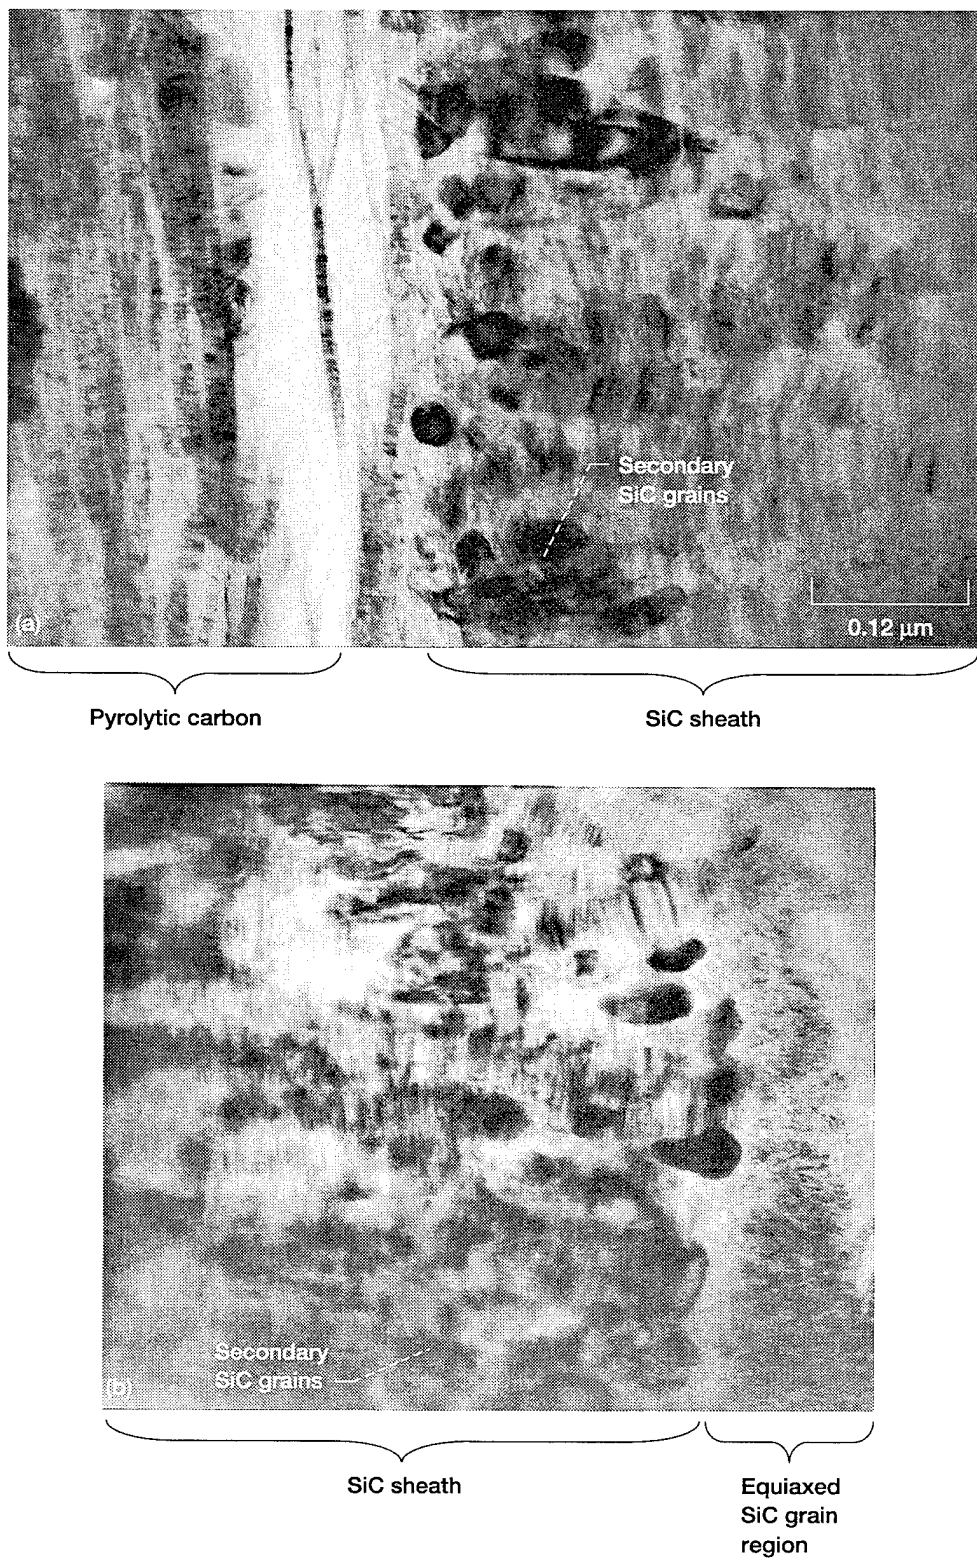 Secondary
SiC grains
(a)
0.12 μm
Pyrolytic carbon
SiC sheath
Secondary
SiC grains
(b)
SiC sheath
Equiaxed
SiC grain
region